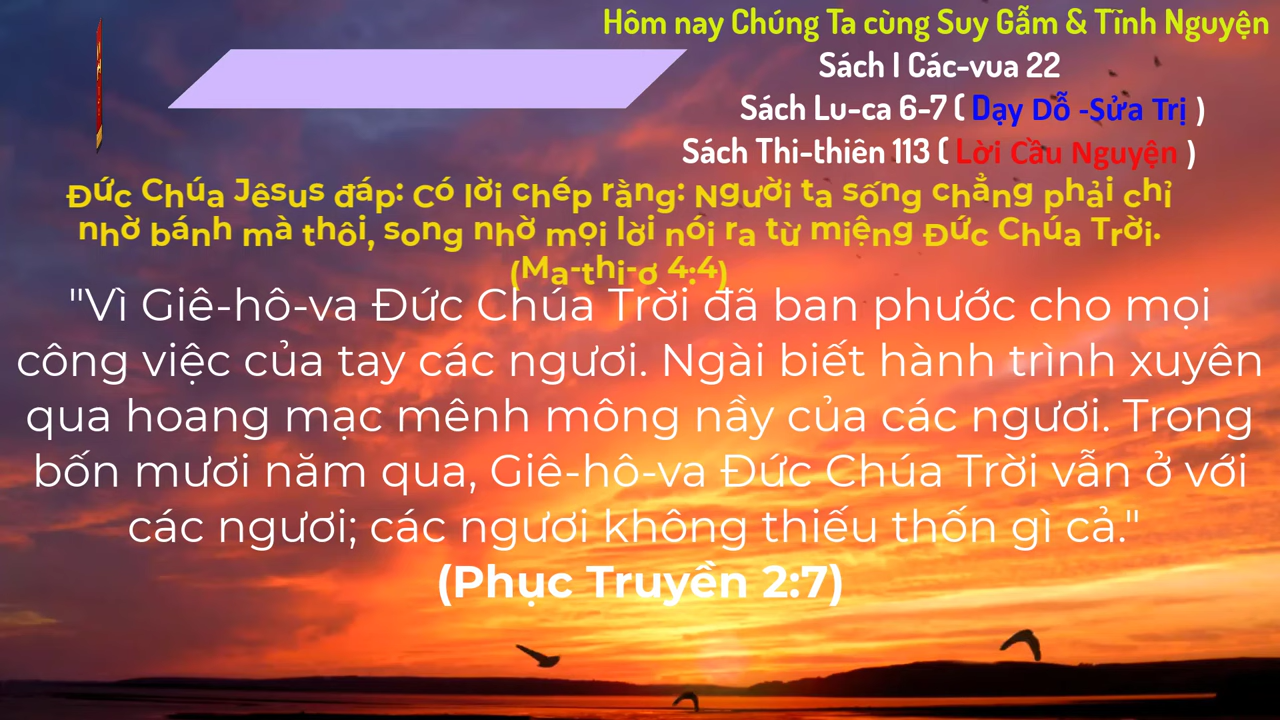 Hôm nay Chúng Ta cùng Suy Gẫm & Tĩnh Nguyện
Sách I Các-vua 22
Sách Lu-ca 6-7 ( Dạy Dỗ -Sửa Trị )
Sách Thi-thiên 113 ( Lời Cầu Nguyện )
Đức Chúa Jêsus đáp: Có lời chép rằng: Người ta sống chẳng phải chỉ
nhờ bánh mà thôi, song nhờ mọi lời nói ra từ miệng Đức Chúa Trời.
(Ma-thi-ơ 4:4)
"Vì Giê-hô-va Đức Chúa Trời đã ban phước cho mọi
công việc của tay các ngươi. Ngài biết hành trình xuyên
qua hoang mạc mênh mông nầy của các ngươi. Trong
bốn mươi năm qua, Giê-hô-va Đức Chúa Trời vẫn ở với
các ngươi; các ngươi không thiếu thốn gì cả."
(Phục Truyền 2:7)